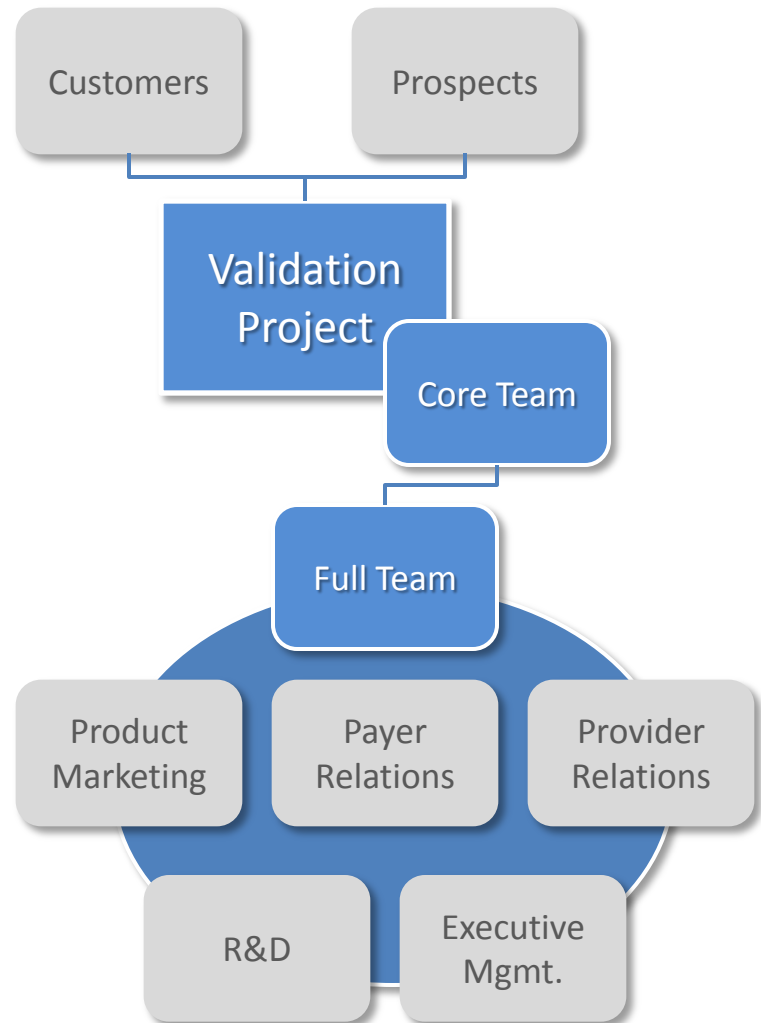 Customers
Prospects
Validation
Project
Core Team
Full Team
Product
Marketing
Payer
Relations
Provider
Relations
R&D
Executive
Mgmt.